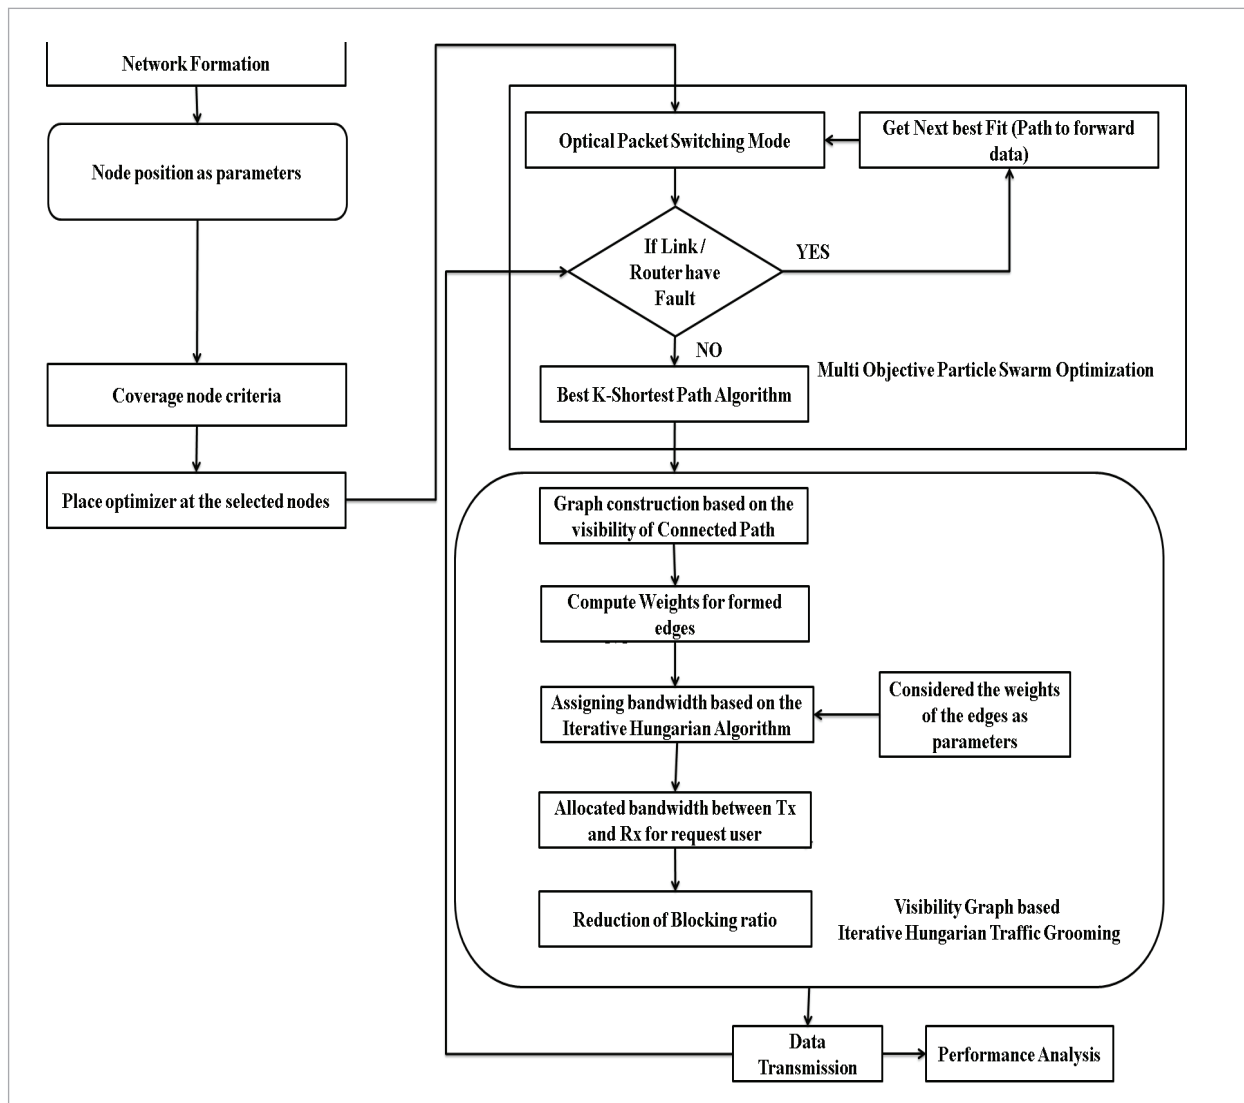 Network Formation
Node position as parameters
Coverage node criteria
Place optimizer at the selected nodes
Optical Packet Switching Mode
Get Next best Fit (Path to forward
data)
If Link /
Router have
Fault
YES
NO
Best K-Shortest Path Algorithm
Multi Objective Particle Swarm Optimization
Graph construction based on the
visibility of Connected Path
Compute Weights for formed
edges
Assigning bandwidth based on the
Iterative Hungarian Algorithm
Considered the weights
of the edges as
parameters
Allocated bandwidth between Tx
and Rx for request user
Reduction of Blocking ratio
Visibility Graph based
Iterative Hungarian Traffic Grooming
Data
Transmission
Performance Analysis